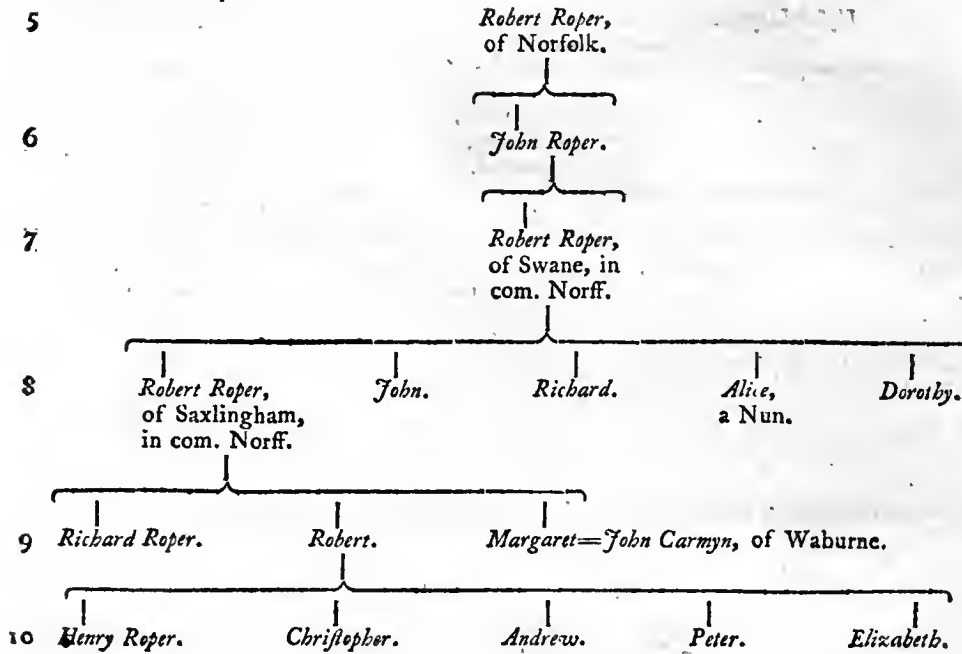 5 Robert Roper,
of Norfolk.
6 John Roper.
7 Robert Roper,
of Swane, in
com. Norff.
8 Robert Roper, John. Richard. Alice, Dorothy.
of Saxlingham, a Nun.
in com. Norff.
9 Richard Roper. Robert. Margaret=John Carmyn, of Waburne.
10 Henry Roper. Chriſtopher. Andrew. Peter. Elizabeth.